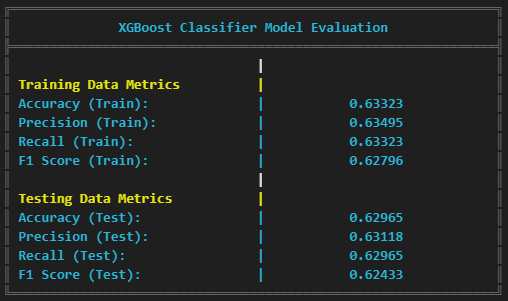 XGBoost Classifier Model Evaluation
Training Data Metrics |
Accuracy (Train): | 0.63323
Precision (Train): | 0.63495
Recall (Train): | 0.63323
F1 Score (Train): | 0.62796
Testing Data Metrics |
Accuracy (Test): | 0.62965
Precision (Test): | 0.63118
Recall (Test): | 0.62965
F1 Score (Test): | 0.62433